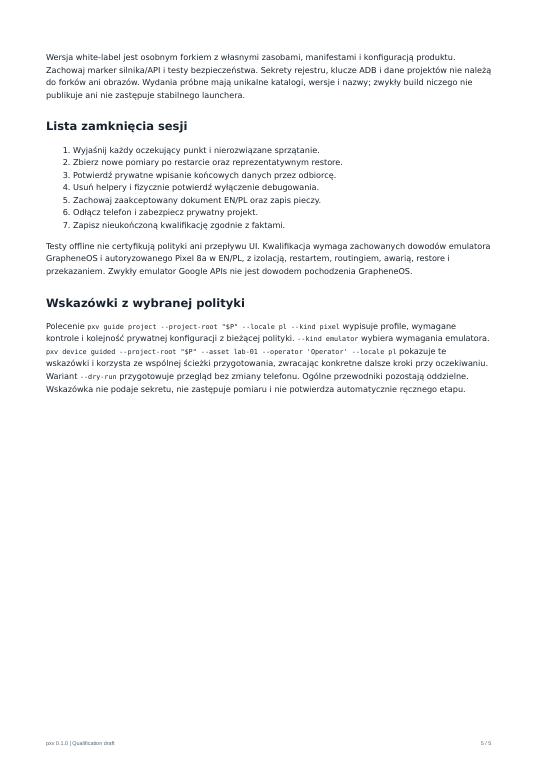 Wersja white-label jest osobnym forkiem z własnymi zasobami, manifestami i konfiguracją produktu.
Zachowaj marker silnika/API i testy bezpieczeństwa. Sekrety rejestru, klucze ADB i dane projektów nie należą
do forków ani obrazów. Wydania próbne mają unikalne katalogi, wersje i nazwy; zwykły build niczego nie
publikuje ani nie zastępuje stabilnego launchera.
Lista zamknięcia sesji
1. Wyjaśnij każdy oczekujący punkt i nierozwiązane sprzątanie.
2. Zbierz nowe pomiary po restarcie oraz reprezentatywnym restore.
3. Potwierdź prywatne wpisanie końcowych danych przez odbiorcę.
4. Usuń helpery i fizycznie potwierdź wyłączenie debugowania.
5. Zachowaj zaakceptowany dokument EN/PL oraz zapis pieczy.
6. Odłącz telefon i zabezpiecz prywatny projekt.
7. Zapisz nieukończoną kwalifikację zgodnie z faktami.
Testy offline nie certyfikują polityki ani przepływu UI. Kwalifikacja wymaga zachowanych dowodów emulatora
GrapheneOS i autoryzowanego Pixel 8a w EN/PL, z izolacją, restartem, routingiem, awarią, restore i
przekazaniem. Zwykły emulator Google APIs nie jest dowodem pochodzenia GrapheneOS.
Wskazówki z wybranej polityki
Polecenie pxv guide project --project-root "$P" --locale pl --kind pixel wypisuje profile, wymagane
kontrole i kolejność prywatnej konfiguracji z bieżącej polityki. --kind emulator wybiera wymagania emulatora.
pxv device guided --project-root "$P" --asset lab-01 --operator 'Operator' --locale pl pokazuje te
wskazówki i korzysta ze wspólnej ścieżki przygotowania, zwracając konkretne dalsze kroki przy oczekiwaniu.
Wariant --dry-run przygotowuje przegląd bez zmiany telefonu. Ogólne przewodniki pozostają oddzielne.
Wskazówka nie podaje sekretu, nie zastępuje pomiaru i nie potwierdza automatycznie ręcznego etapu.
pxv 0.1.0 | Qualification draft
5 / 5